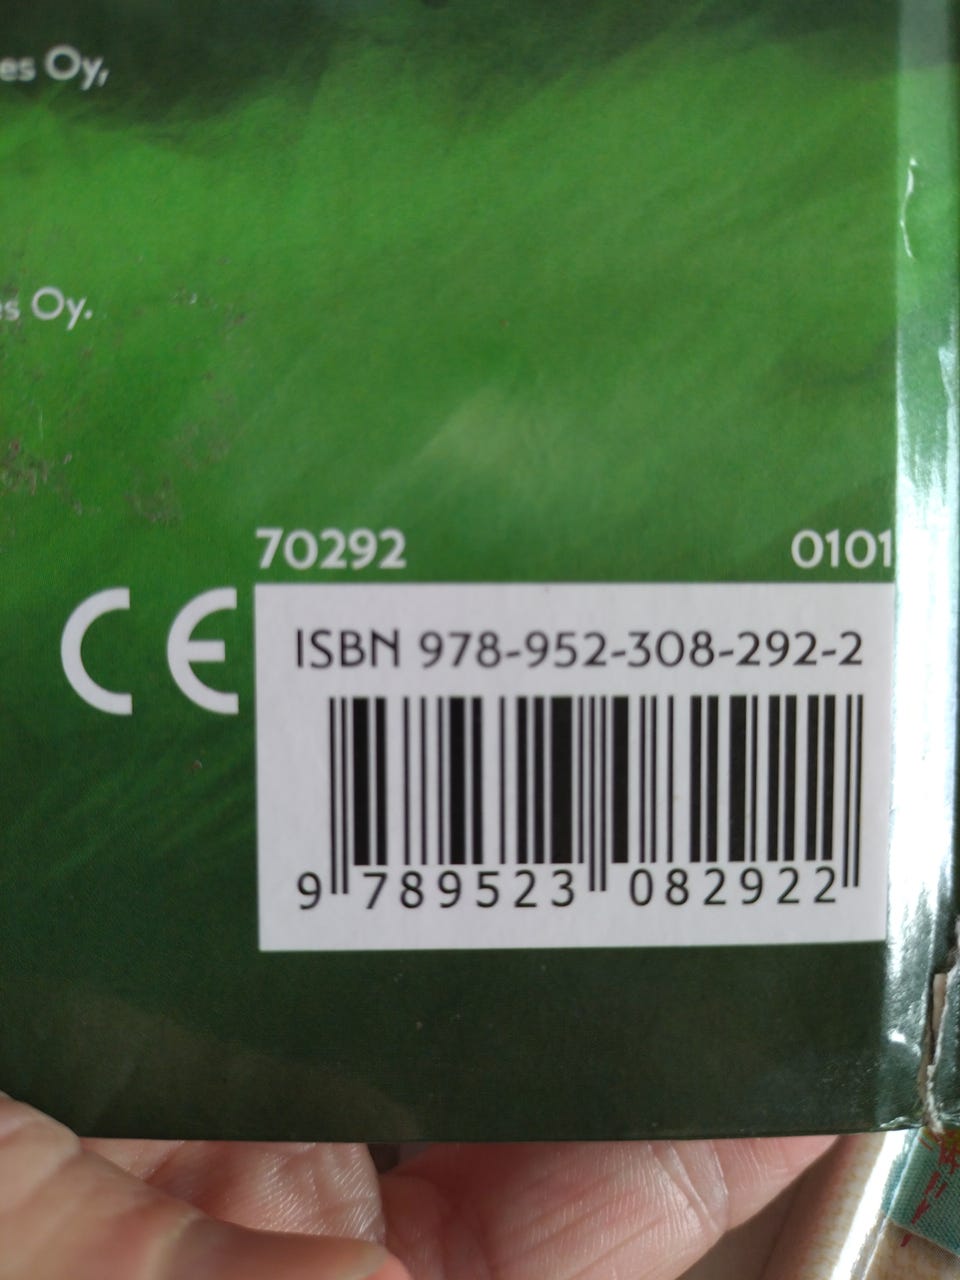 es Oy,
es Oy.
70292 0101
CE
ISBN 978-952-308-292-2
9 789523 082922